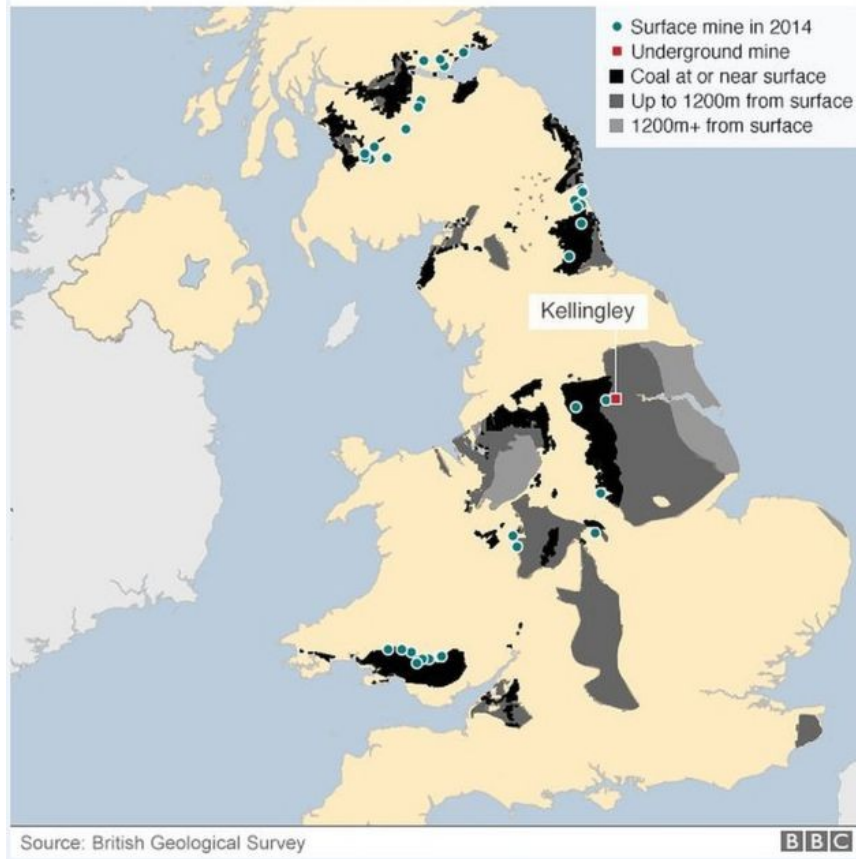 Surface mine in 2014
Underground mine
Coal at or near surface
Up to 1200m from surface
1200m+ from surface
Kellingley
Source: British Geological Survey
BBC